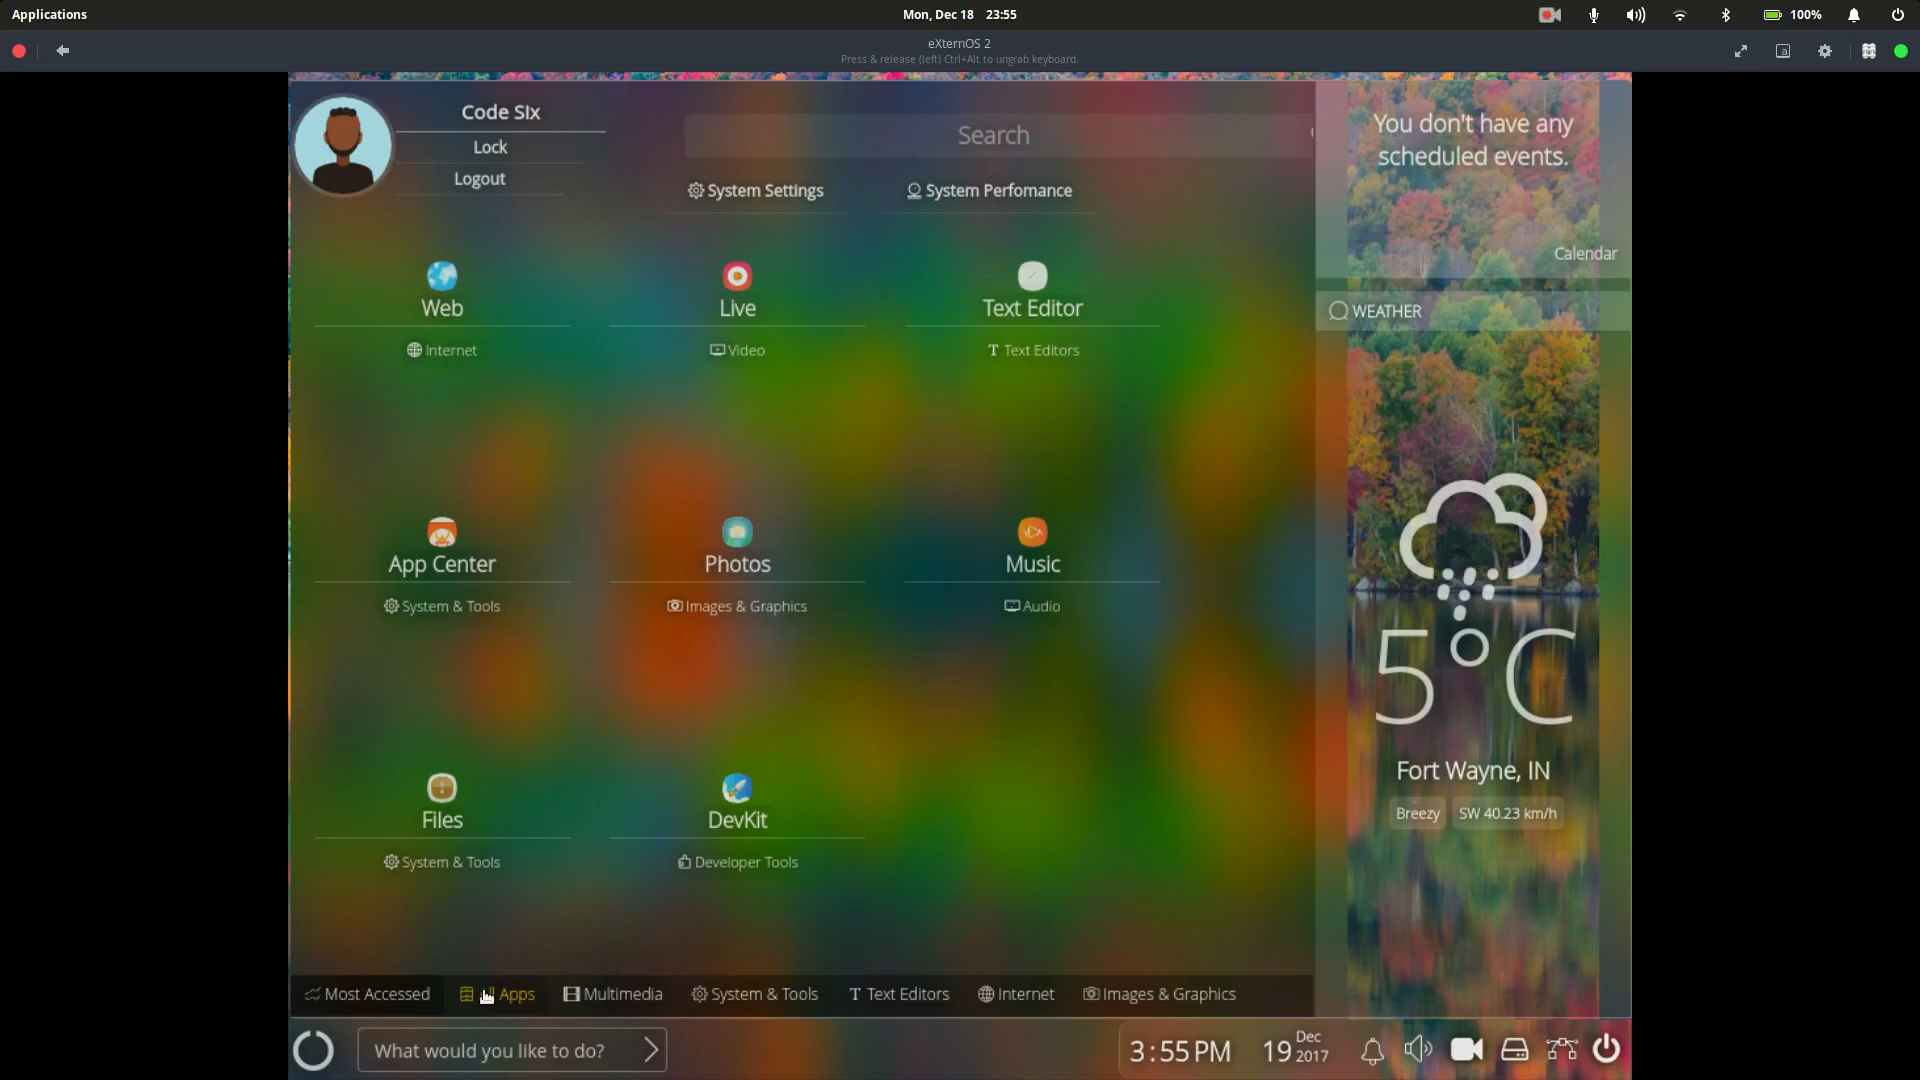 Applications
Mon, Dec 18 23:55
100%
eXternOS 2
Press & release (left) Ctrl+Alt to ungrab keyboard.
Code Six
Lock
Logout
Search
System Settings
System Perfomance
You don't have any
scheduled events.
Calendar
WEATHER
Web
Internet
Live
Video
Text Editor
Text Editors
App Center
System & Tools
Photos
Images & Graphics
Music
Audio
5°C
Fort Wayne, IN
Breezy
SW 40.23 km/h
Files
System & Tools
DevKit
Developer Tools
Most Accessed
Apps
Multimedia
System & Tools
Text Editors
Internet
Images & Graphics
What would you like to do?
3:55 PM
19 Dec
2017